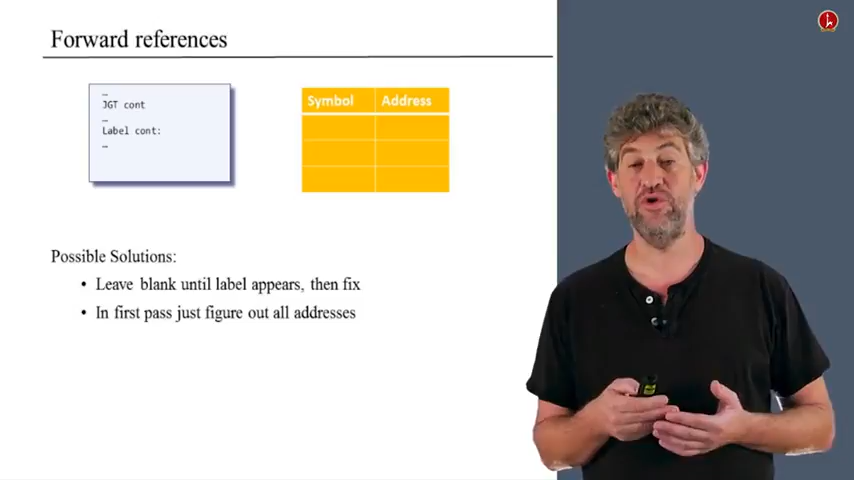 Forward references
…
JGT cont
…
Label cont:
…
Symbol Address
Possible Solutions:
• Leave blank until label appears, then fix
• In first pass just figure out all addresses